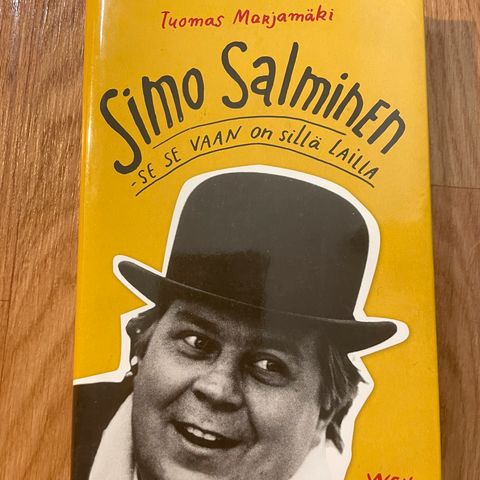 Tuomas Marjamäki
Simo Salminen
-SE SE VAAN on sillä LAILLA